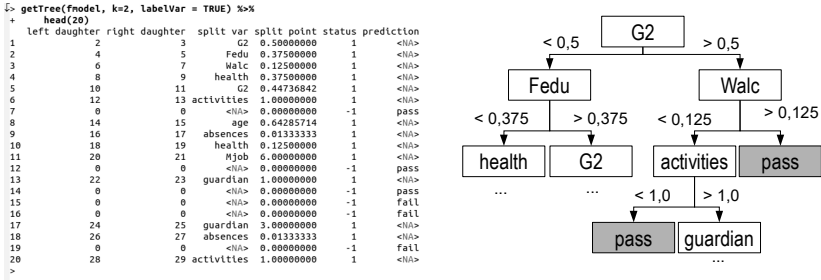 > getTree(fmodel, k=2, labelVar = TRUE) %>%
+ head(20)
left daughter right daughter split var split point status prediction
1 2 3 G2 0.50000000 1 <NA>
2 4 5 Fedu 0.37500000 1 <NA>
3 6 7 Walc 0.12500000 1 <NA>
4 8 9 health 0.37500000 1 <NA>
5 10 11 G2 0.44736842 1 <NA>
6 12 13 activities 1.00000000 1 <NA>
7 0 0 <NA> 0.00000000 -1 pass
8 14 15 age 0.64285714 1 <NA>
9 16 17 absences 0.01333333 1 <NA>
10 18 19 health 0.12500000 1 <NA>
11 20 21 Mjob 6.00000000 1 <NA>
12 0 0 <NA> 0.00000000 -1 pass
13 22 23 guardian 1.00000000 1 <NA>
14 0 0 <NA> 0.00000000 -1 pass
15 0 0 <NA> 0.00000000 -1 fail
16 0 0 <NA> 0.00000000 -1 fail
17 24 25 guardian 3.00000000 1 <NA>
18 26 27 absences 0.01333333 1 <NA>
19 0 0 <NA> 0.00000000 -1 fail
20 28 29 activities 1.00000000 1 <NA>
>
G2
< 0,5 > 0,5
Fedu Walc
< 0,375 > 0,375 < 0,125 > 0,125
health G2 activities pass
... ...
< 1,0 > 1,0
pass guardian
...